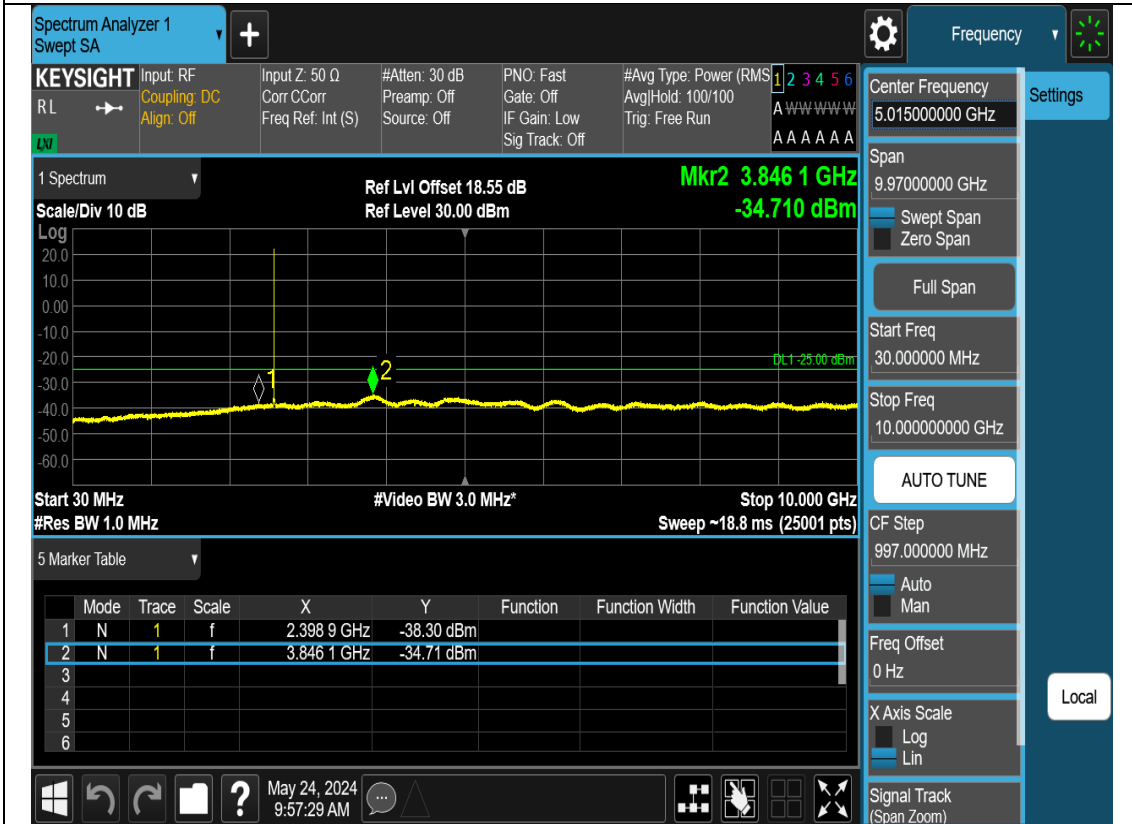 Spectrum Analyzer 1
Swept SA
+
Frequency
KEYSIGHT
RL
LXI
Input: RF
Coupling: DC
Align: Off
Input Z: 50 Ω
Corr CCorr
Freq Ref: Int (S)
#Atten: 30 dB
Preamp: Off
Source: Off
PNO: Fast
Gate: Off
IF Gain: Low
Sig Track: Off
#Avg Type: Power (RMS
Avg|Hold: 100/100
Trig: Free Run
1 2 3 4 5 6
A W W W W W
A A A A A A
1 Spectrum
Scale/Div 10 dB
Ref Lvl Offset 18.55 dB
Ref Level 30.00 dBm
Mkr2 3.846 1 GHz
-34.710 dBm
Log
20.0
10.0
0.00
-10.0
-20.0
-30.0
-40.0
-50.0
-60.0
1
2
DL1 -25.00 dBm
Start 30 MHz
#Res BW 1.0 MHz
#Video BW 3.0 MHz*
Stop 10.000 GHz
Sweep ~18.8 ms (25001 pts)
5 Marker Table
Mode Trace Scale X Y Function Function Width Function Value
1 N 1 f 2.398 9 GHz -38.30 dBm
2 N 1 f 3.846 1 GHz -34.71 dBm
3
4
5
6
?
May 24, 2024
9:57:29 AM
Center Frequency
5.015000000 GHz
Settings
Span
9.97000000 GHz
Swept Span
Zero Span
Full Span
Start Freq
30.000000 MHz
Stop Freq
10.000000000 GHz
AUTO TUNE
CF Step
997.000000 MHz
Auto
Man
Freq Offset
0 Hz
X Axis Scale
Log
Lin
Signal Track
(Span Zoom)
Local